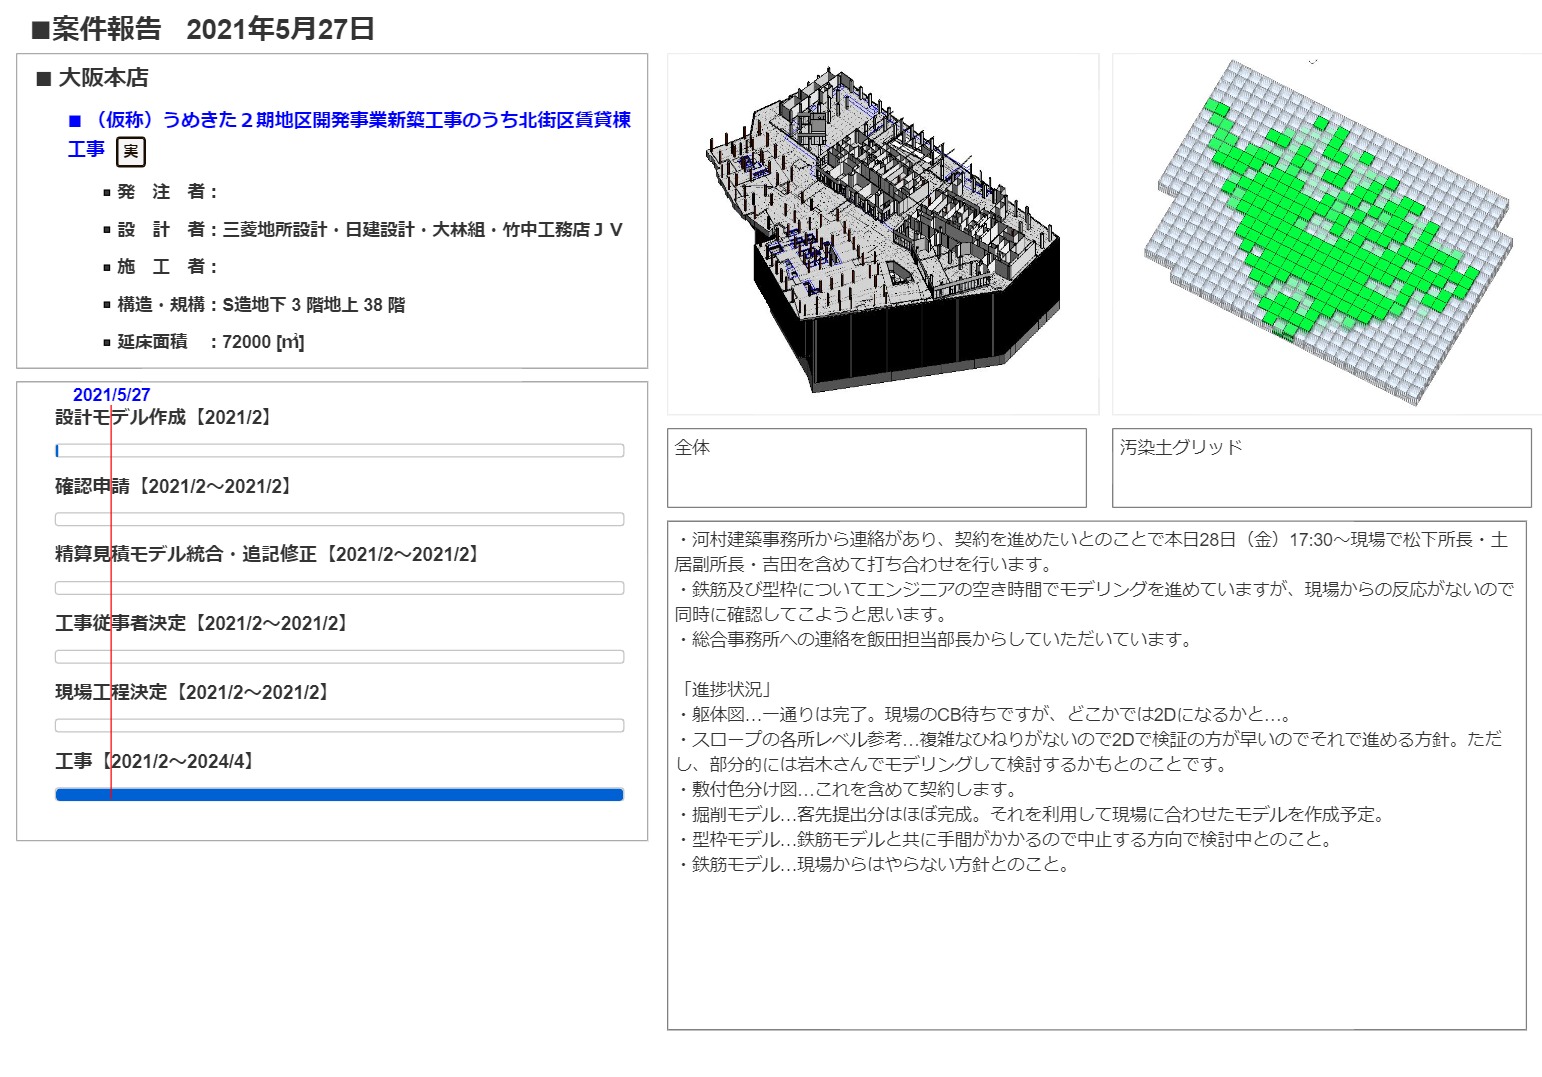 ■案件報告　2021年5月27日
■ 大阪本店
■ （仮称）うめきた２期地区開発事業新築工事のうち北街区賃貸棟
工事 実
▪ 発　注　者：
▪ 設　計　者：三菱地所設計・日建設計・大林組・竹中工務店ＪＶ
▪ 施　工　者：
▪ 構造・規構：S造地下 3 階地上 38 階
▪ 延床面積　：72000 [㎡]
2021/5/27
設計モデル作成【2021/2】
確認申請【2021/2～2021/2】
精算見積モデル統合・追記修正【2021/2～2021/2】
工事従事者決定【2021/2～2021/2】
現場工程決定【2021/2～2021/2】
工事【2021/2～2024/4】
全体
汚染土グリッド
・河村建築事務所から連絡があり、契約を進めたいとのことで本日28日（金）17:30～現場で松下所長・土
居副所長・吉田を含めて打ち合わせを行います。
・鉄筋及び型枠についてエンジニアの空き時間でモデリングを進めていますが、現場からの反応がないので
同時に確認してこようと思います。
・総合事務所への連絡を飯田担当部長からしていただいています。
「進捗状況」
・躯体図…一通りは完了。現場のCB待ちですが、どこかでは2Dになるかと…。
・スロープの各所レベル参考…複雑なひねりがないので2Dで検証の方が早いのでそれで進める方針。ただ
し、部分的には岩木さんでモデリングして検討するかもとのことです。
・敷付色分け図…これを含めて契約します。
・掘削モデル…客先提出分はほぼ完成。それを利用して現場に合わせたモデルを作成予定。
・型枠モデル…鉄筋モデルと共に手間がかかるので中止する方向で検討中とのこと。
・鉄筋モデル…現場からはやらない方針とのこと。